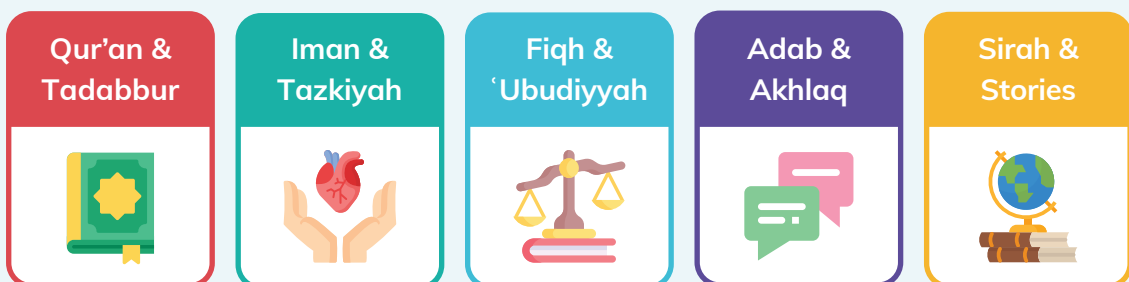 Qur’an &
Tadabbur
Iman &
Tazkiyah
Fiqh &
ʿUbudiyyah
Adab &
Akhlaq
Sirah &
Stories